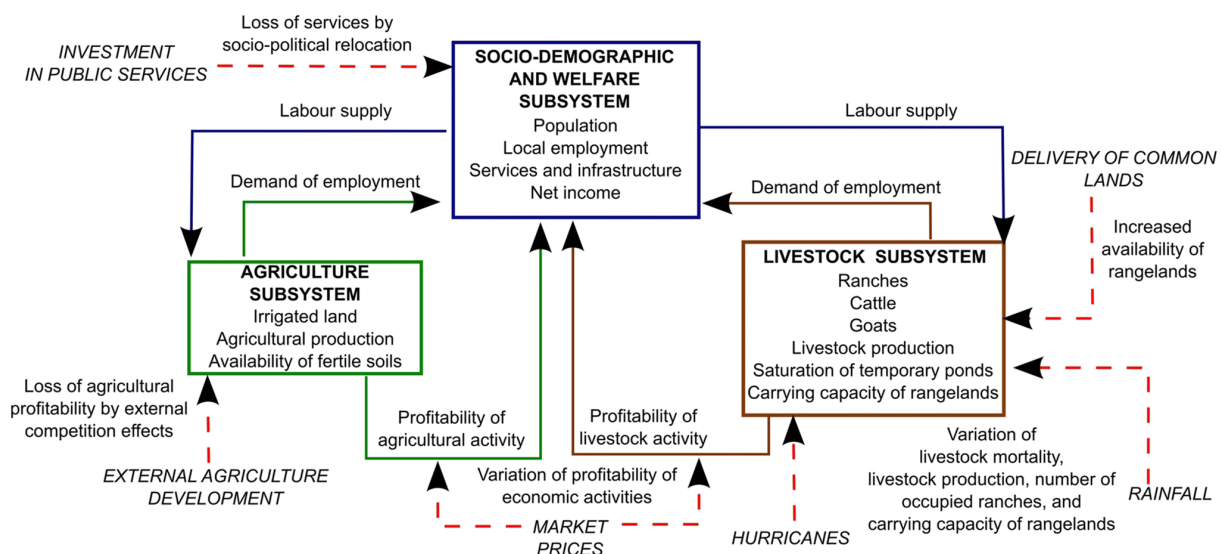 Loss of services by
socio-political relocation
INVESTMENT
IN PUBLIC SERVICES
SOCIO-DEMOGRAPHIC
AND WELFARE
SUBSYSTEM
Population
Local employment
Services and infrastructure
Net income
Labour supply
Labour supply
Demand of employment
Demand of employment
DELIVERY OF COMMON
LANDS
Increased
availability of
rangelands
AGRICULTURE
SUBSYSTEM
Irrigated land
Agricultural production
Availability of fertile soils
LIVESTOCK SUBSYSTEM
Ranches
Cattle
Goats
Livestock production
Saturation of temporary ponds
Carrying capacity of rangelands
Loss of agricultural
profitability by external
competition effects
EXTERNAL AGRICULTURE
DEVELOPMENT
Profitability of
agricultural activity
Profitability of
livestock activity
Variation of profitability of
economic activities
MARKET
PRICES
HURRICANES
Variation of
livestock mortality,
livestock production, number of
occupied ranches, and
carrying capacity of rangelands
RAINFALL